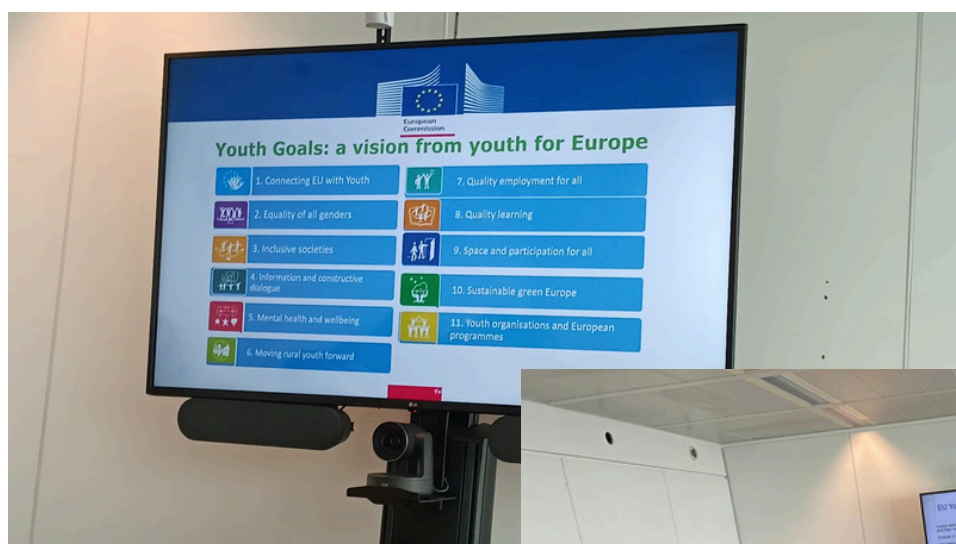 European
Commission
Youth Goals: a vision from youth for Europe
1. Connecting EU with Youth
2. Equality of all genders
3. Inclusive societies
4. Information and constructive
dialogue
5. Mental health and wellbeing
6. Moving rural youth forward
7. Quality employment for all
8. Quality learning
9. Space and participation for all
10. Sustainable green Europe
11. Youth organisations and European
programmes
LG
EU